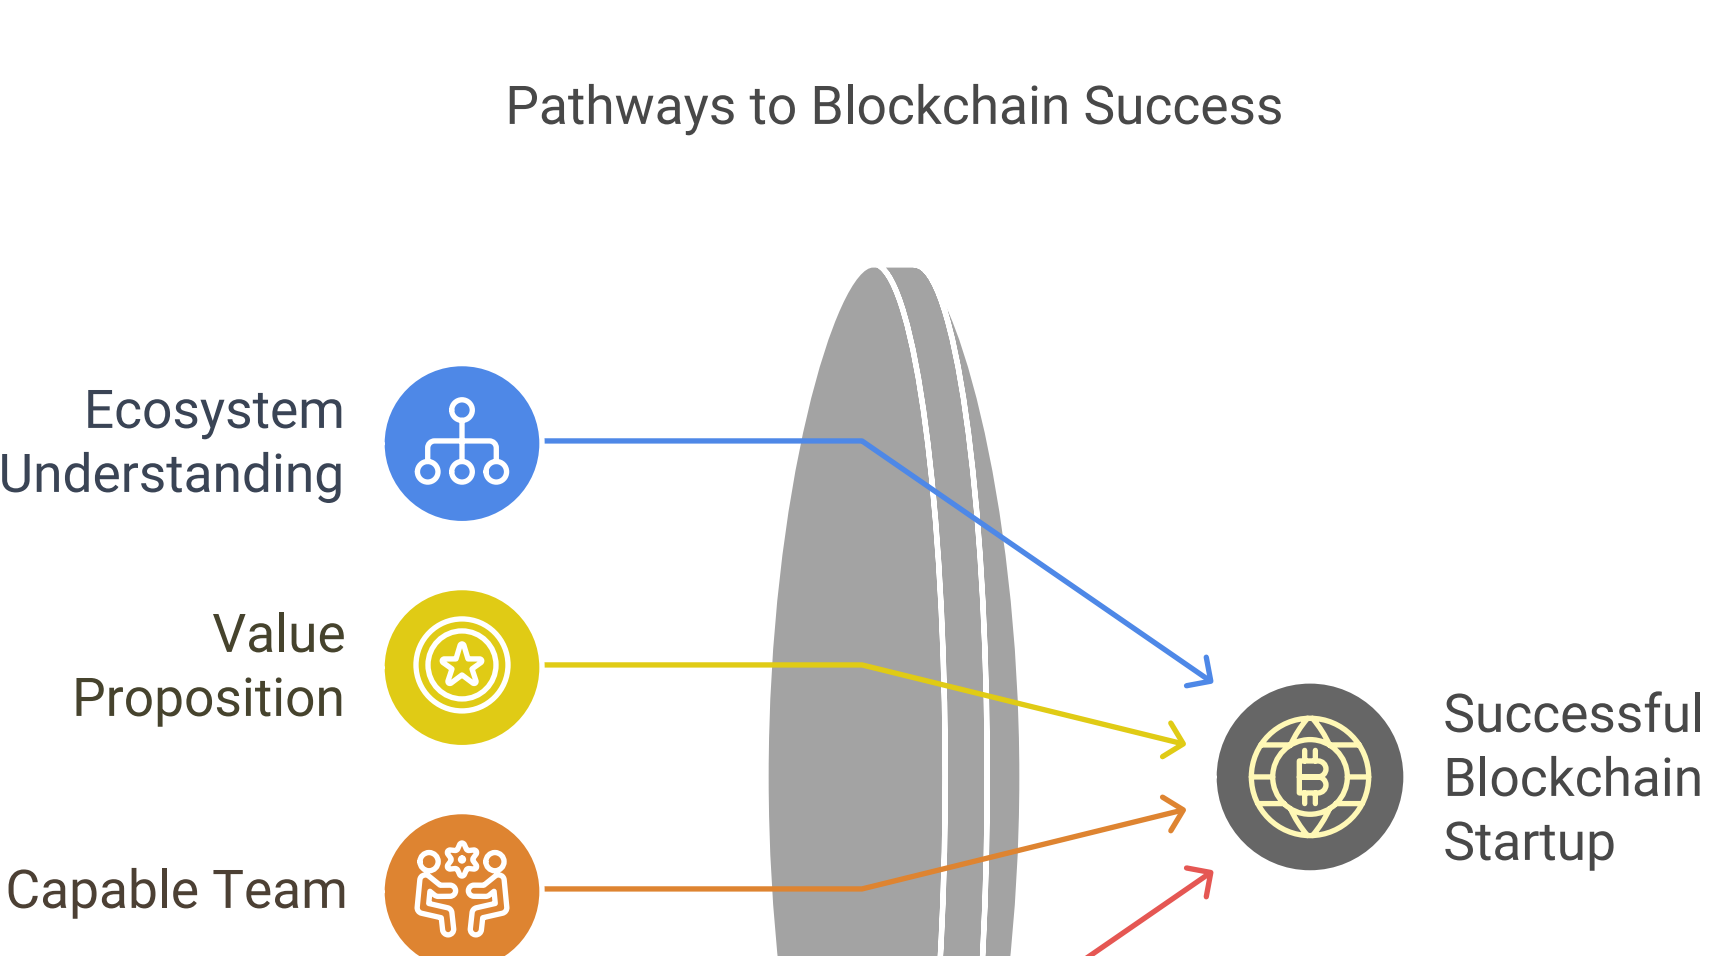 Pathways to Blockchain Success
Ecosystem
Understanding
Value
Proposition
Capable Team
Successful
Blockchain
Startup